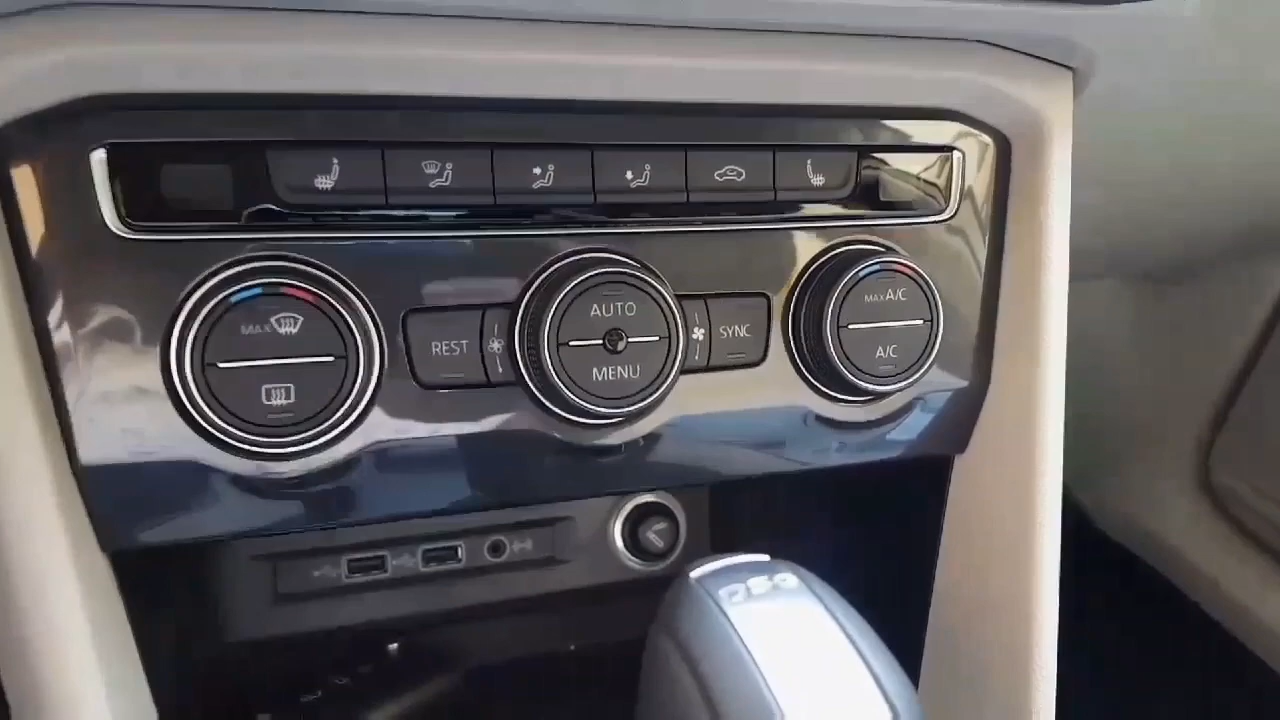 MAX
REST
AUTO
MENU
SYNC
MAX A/C
A/C
DSG